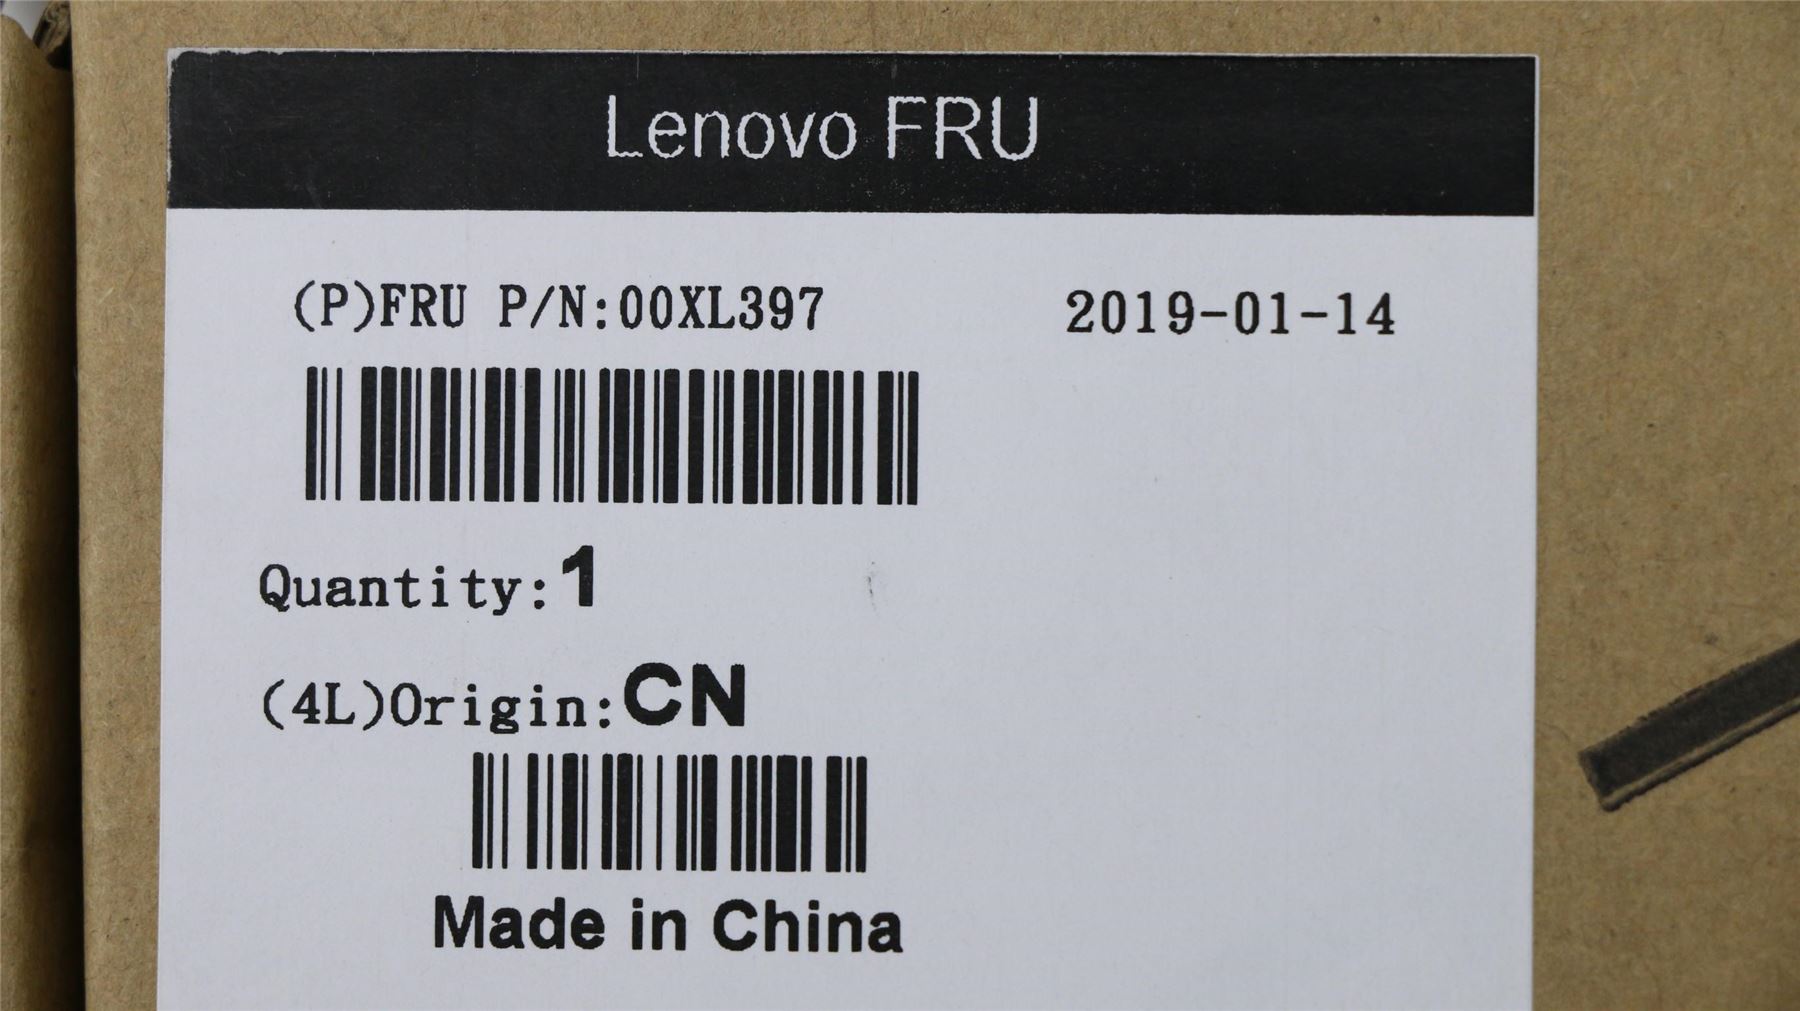 Lenovo FRU
(P)FRU P/N:00XL397 2019-01-14
Quantity:1
(4L)Origin:CN
Made in China